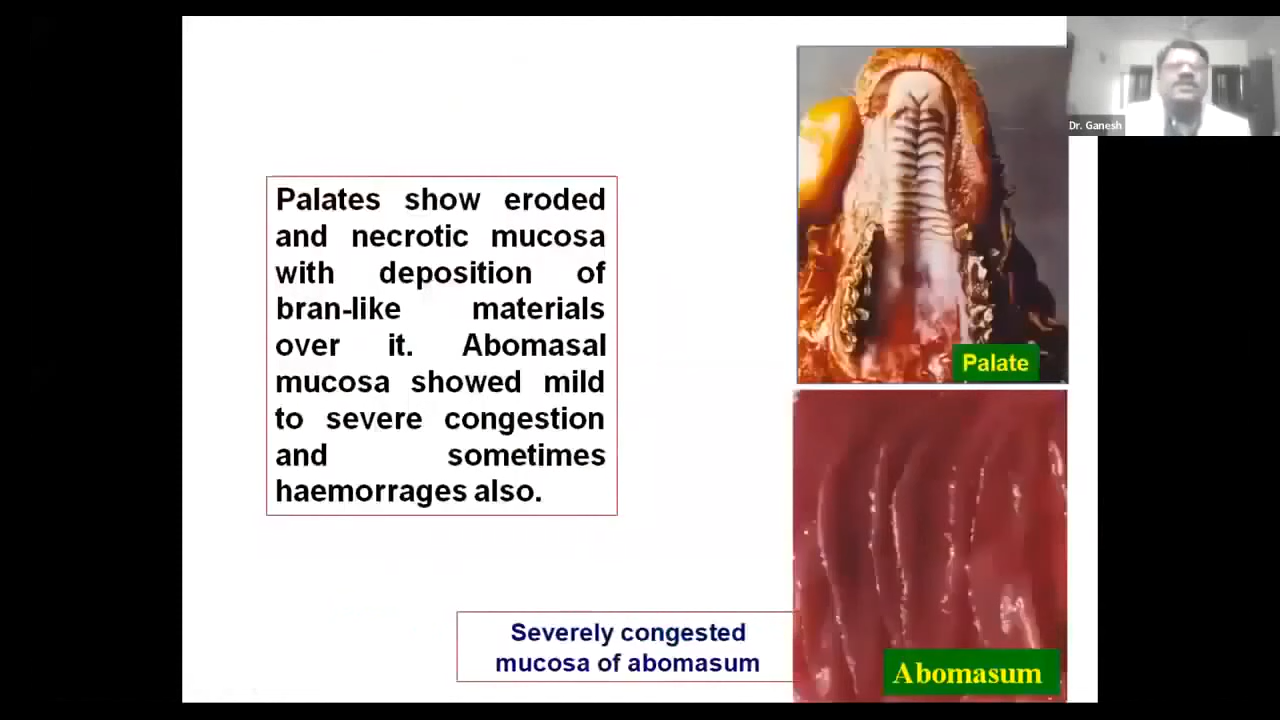 Palates show eroded
and necrotic mucosa
with deposition of
bran-like materials
over it. Abomasal
mucosa showed mild
to severe congestion
and sometimes
haemorrages also.
Severely congested
mucosa of abomasum
Palate
Abomasum
Dr. Ganesh